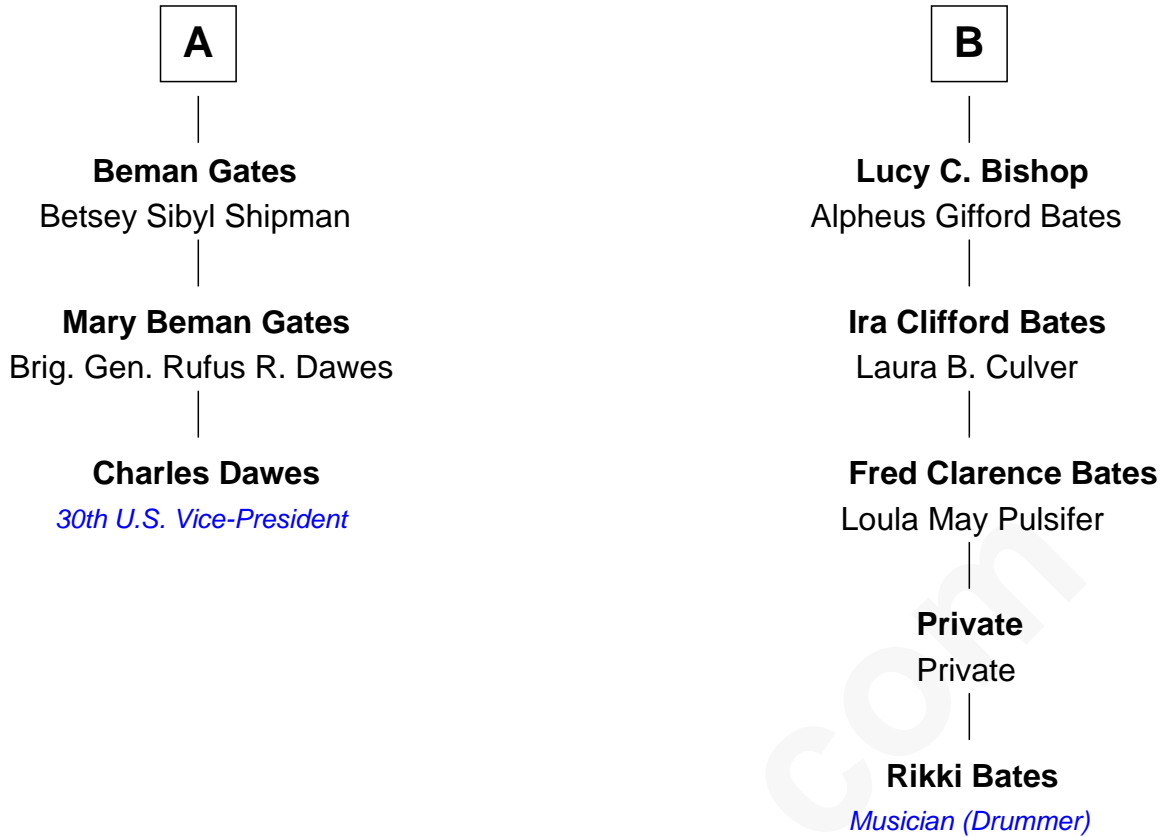 A
Beman Gates
Betsey Sibyl Shipman
Mary Beman Gates
Brig. Gen. Rufus R. Dawes
Charles Dawes
30th U.S. Vice-President
B
Lucy C. Bishop
Alpheus Gifford Bates
Ira Clifford Bates
Laura B. Culver
Fred Clarence Bates
Loula May Pulsifer
Private
Private
Rikki Bates
Musician (Drummer)
com